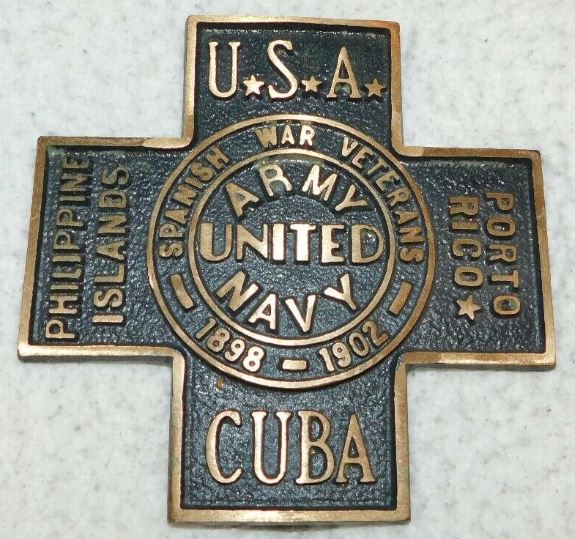 U.S.A.
PHILIPPINE
ISLANDS
SPANISH WAR VETERANS
ARMY
UNITED
NAVY
1898 - 1902
PORTO
RICO
CUBA